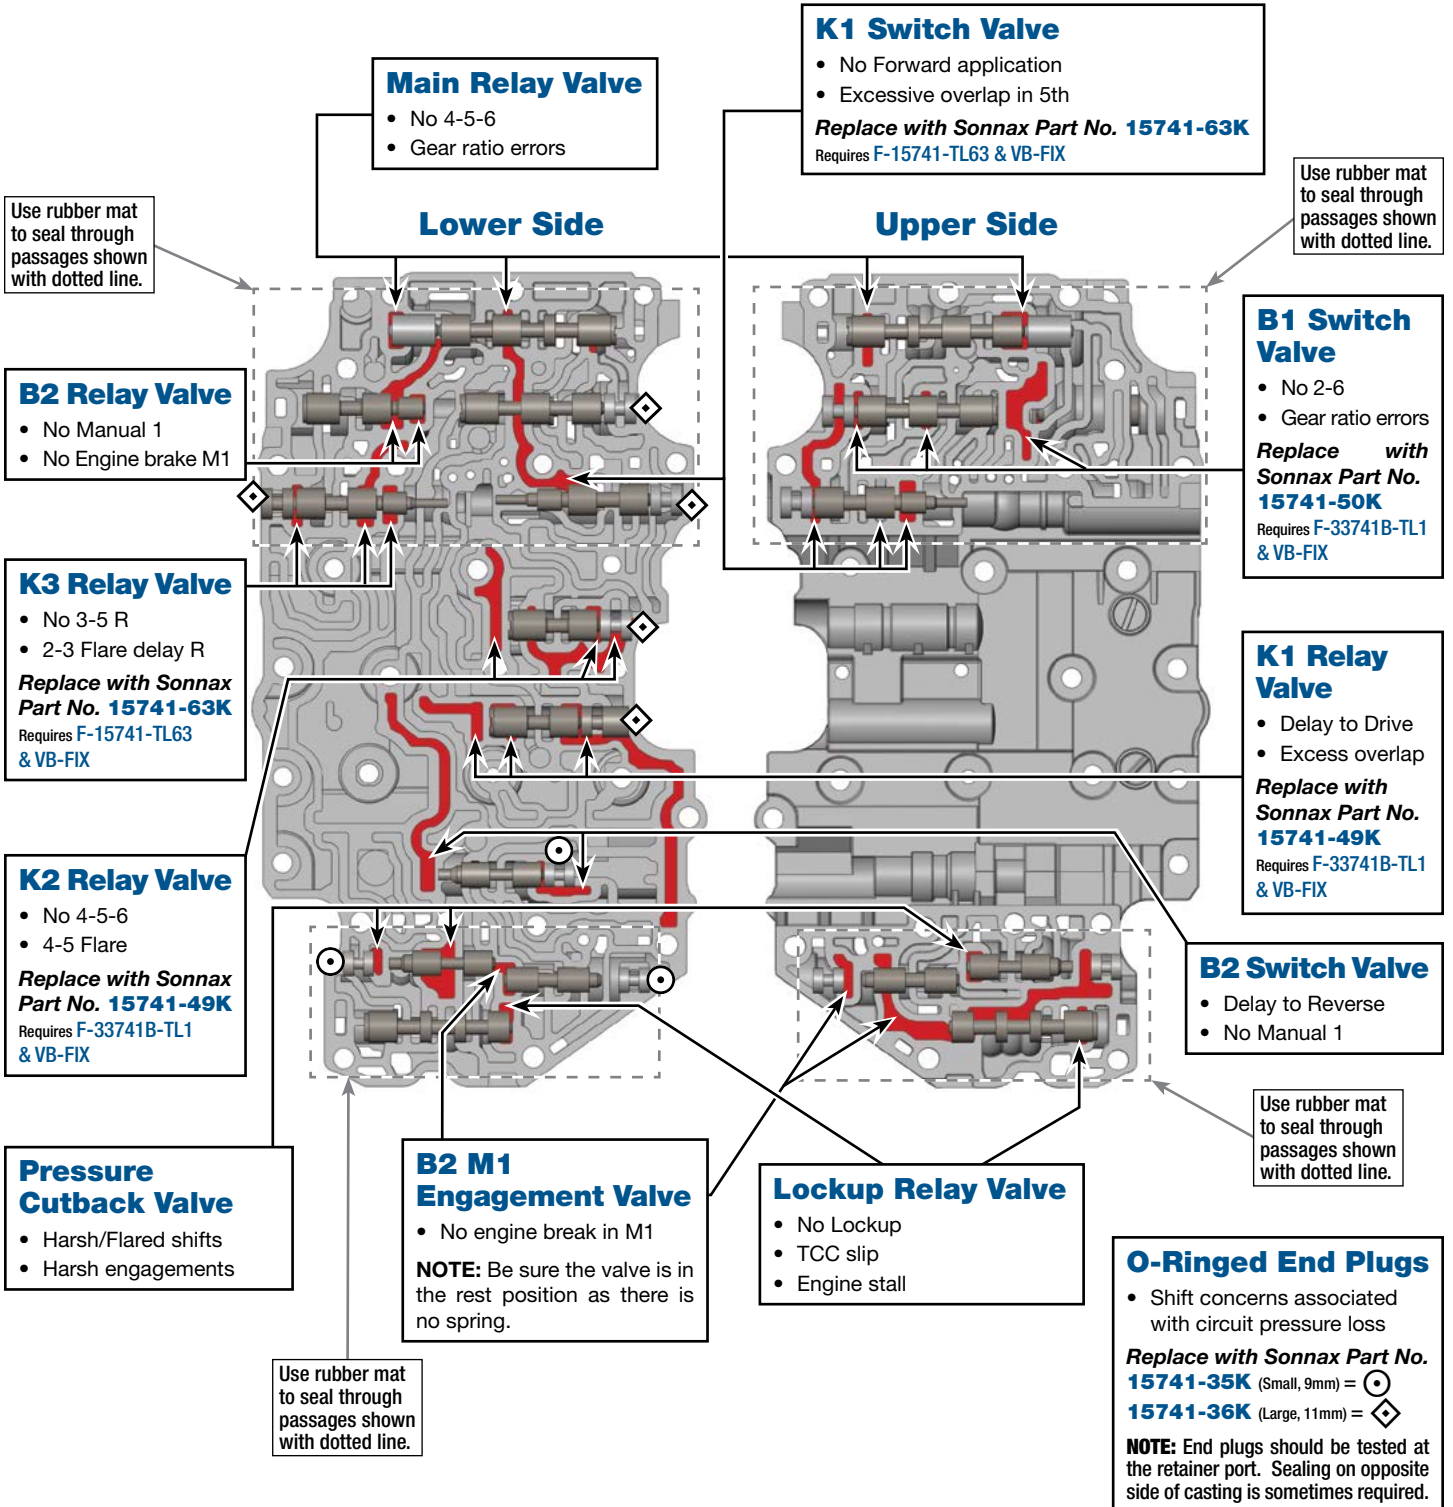 K1 Switch Valve
• No Forward application
• Excessive overlap in 5th
Replace with Sonnax Part No. 15741-63K
Requires F-15741-TL63 & VB-FIX
Main Relay Valve
• No 4-5-6
• Gear ratio errors
Use rubber mat
to seal through
passages shown
with dotted line.
Lower Side
Upper Side
Use rubber mat
to seal through
passages shown
with dotted line.
B1 Switch
Valve
• No 2-6
• Gear ratio errors
Replace with
Sonnax Part No.
15741-50K
Requires F-33741B-TL1
& VB-FIX
B2 Relay Valve
• No Manual 1
• No Engine brake M1
K3 Relay Valve
• No 3-5 R
• 2-3 Flare delay R
Replace with Sonnax
Part No. 15741-63K
Requires F-15741-TL63
& VB-FIX
K1 Relay
Valve
• Delay to Drive
• Excess overlap
Replace with
Sonnax Part No.
15741-49K
Requires F-33741B-TL1
& VB-FIX
K2 Relay Valve
• No 4-5-6
• 4-5 Flare
Replace with Sonnax
Part No. 15741-49K
Requires F-33741B-TL1
& VB-FIX
B2 Switch Valve
• Delay to Reverse
• No Manual 1
Pressure
Cutback Valve
• Harsh/Flared shifts
• Harsh engagements
B2 M1
Engagement Valve
• No engine break in M1
NOTE: Be sure the valve is in
the rest position as there is
no spring.
Lockup Relay Valve
• No Lockup
• TCC slip
• Engine stall
Use rubber mat
to seal through
passages shown
with dotted line.
Use rubber mat
to seal through
passages shown
with dotted line.
O-Ringed End Plugs
• Shift concerns associated
with circuit pressure loss
Replace with Sonnax Part No.
15741-35K (Small, 9mm) =
15741-36K (Large, 11mm) =
NOTE: End plugs should be tested at
the retainer port. Sealing on opposite
side of casting is sometimes required.